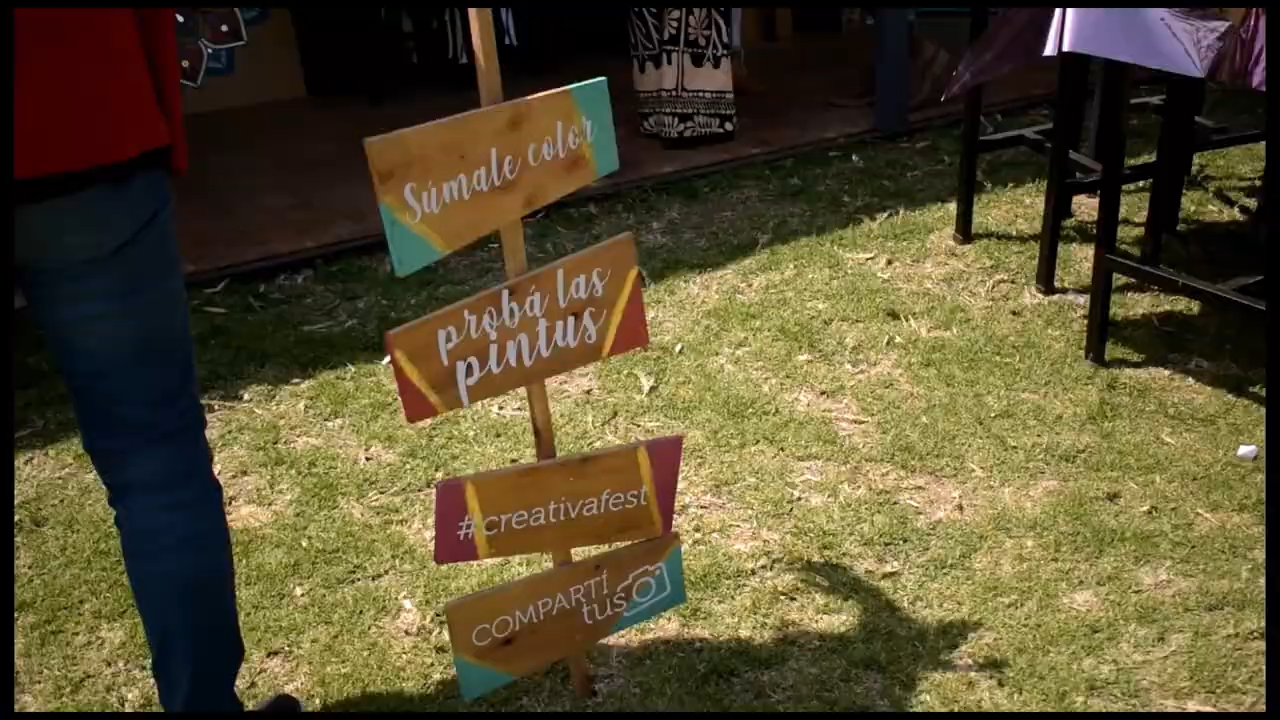 Súmale color
probá las
pintus
#creativafest
COMPARTÍ
tus